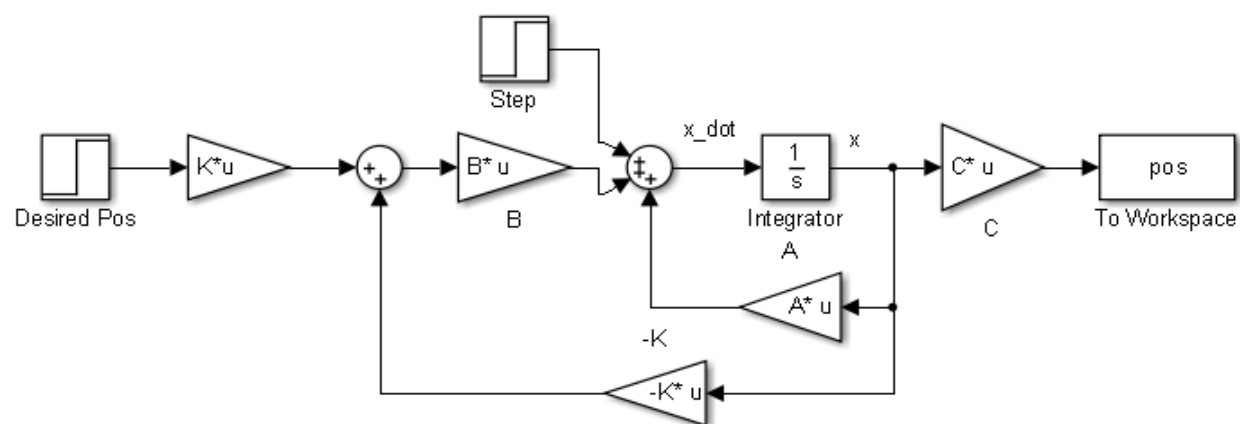 Step
x_dot
x
K*u
+
+
B* u
+
+
+
1
s
C* u
pos
Desired Pos
B
Integrator
C
To Workspace
A
A* u
-K
-K* u